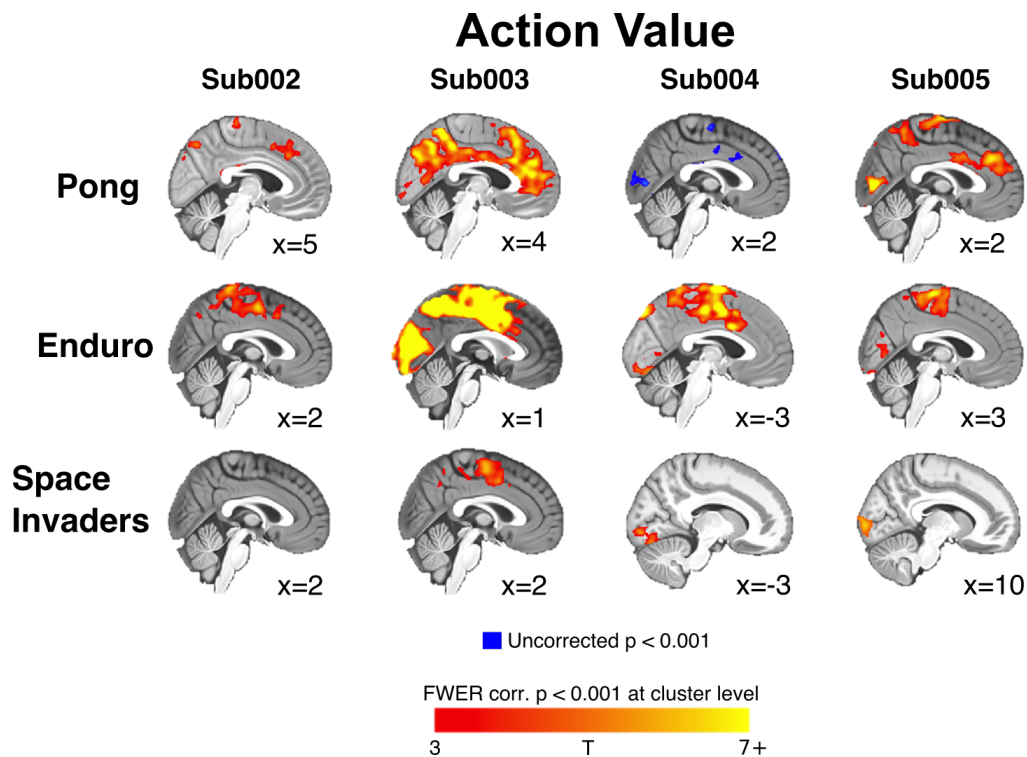 Action Value
Sub002 Sub003 Sub004 Sub005
Pong
x=5 x=4 x=2 x=2
Enduro
x=2 x=1 x=-3 x=3
Space
Invaders
x=2 x=2 x=-3 x=10
Uncorrected p < 0.001
FWER corr. p < 0.001 at cluster level
3 T 7+